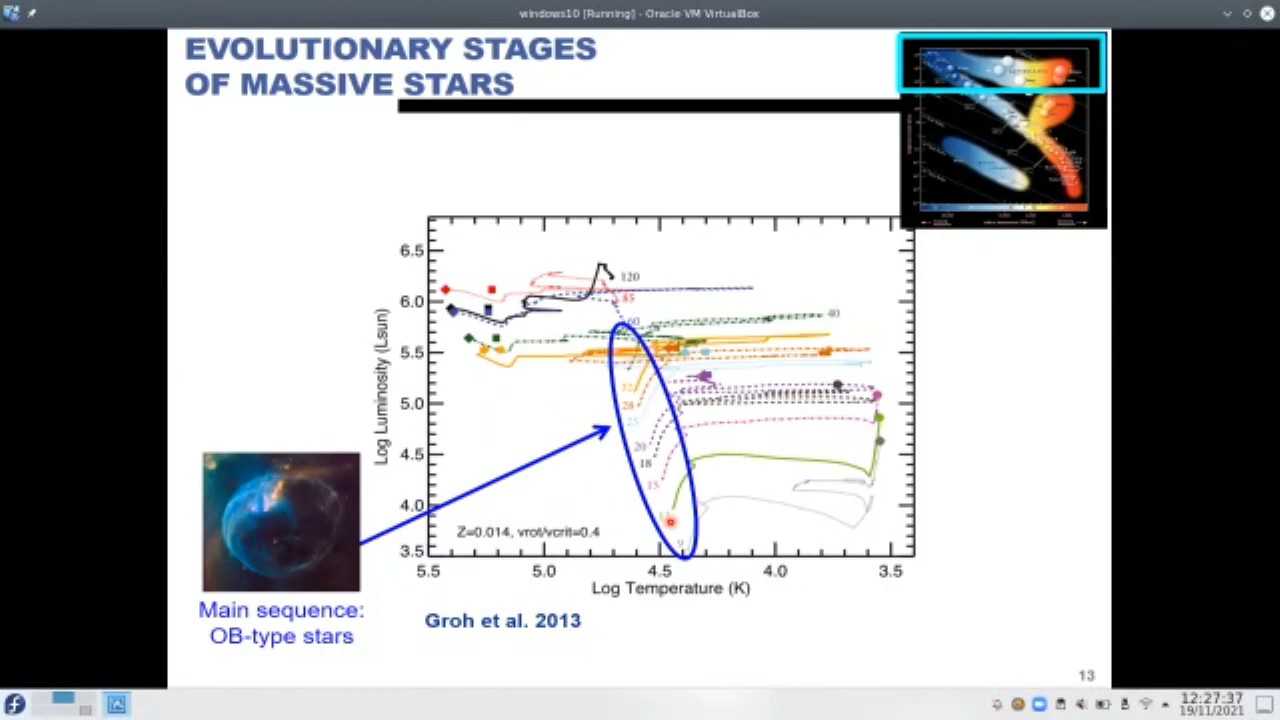 windows10 [Running] - Oracle VM VirtualBox
EVOLUTIONARY STAGES
OF MASSIVE STARS
6.5
6.0
5.5
5.0
4.5
4.0
3.5
Log Luminosity (Lsun)
120
85
60
40
32
28
25
20
18
15
12
9
Z=0.014, vrot/vcrit=0.4
5.5 5.0 4.5 4.0 3.5
Log Temperature (K)
Main sequence:
OB-type stars
Groh et al. 2013
13
12:27:37
19/11/2021